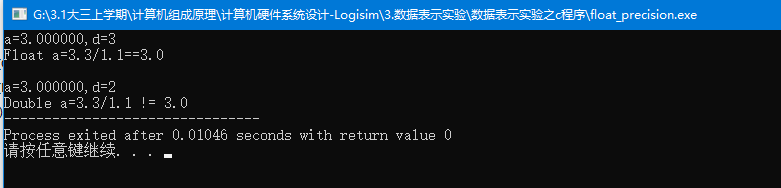 G:\3.1大三上学期\计算机组成原理\计算机硬件系统设计-Logisim\3.数据表示实验\数据表示实验之c程序\float_precision.exe
a=3.000000,d=3
Float a=3.3/1.1==3.0
a=3.000000,d=2
Double a=3.3/1.1 != 3.0
--------------------------------
Process exited after 0.01046 seconds with return value 0
请按任意键继续. . .